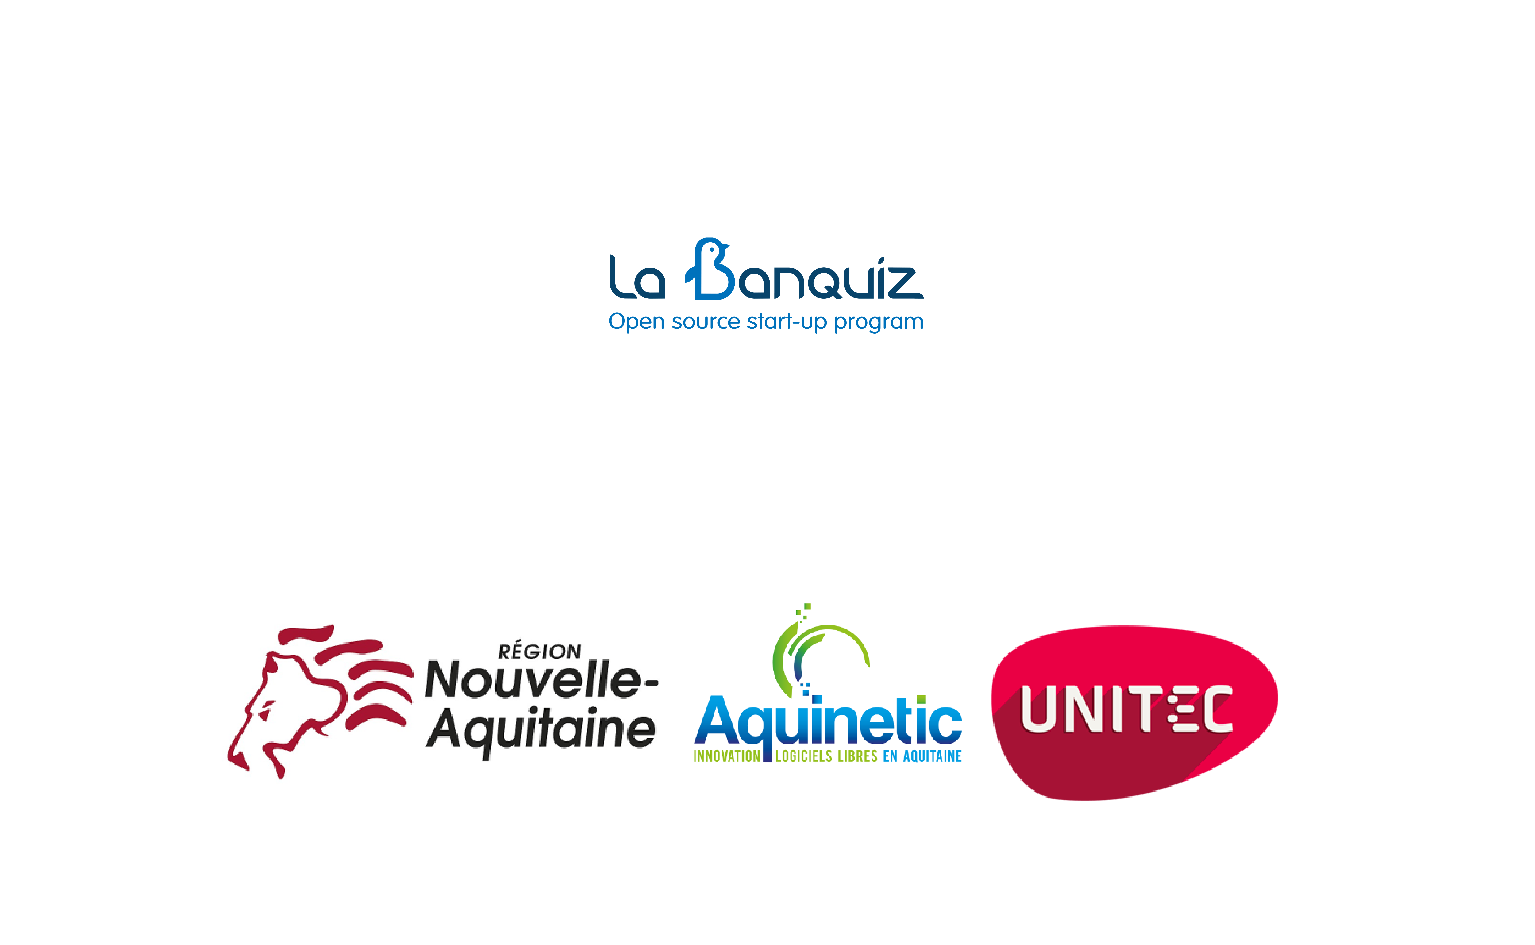 La Banquiz
Open source start-up program
RÉGION
Nouvelle-
Aquitaine
Aquinetic
INNOVATION LOGICIELS LIBRES EN AQUITAINE
UNITEC